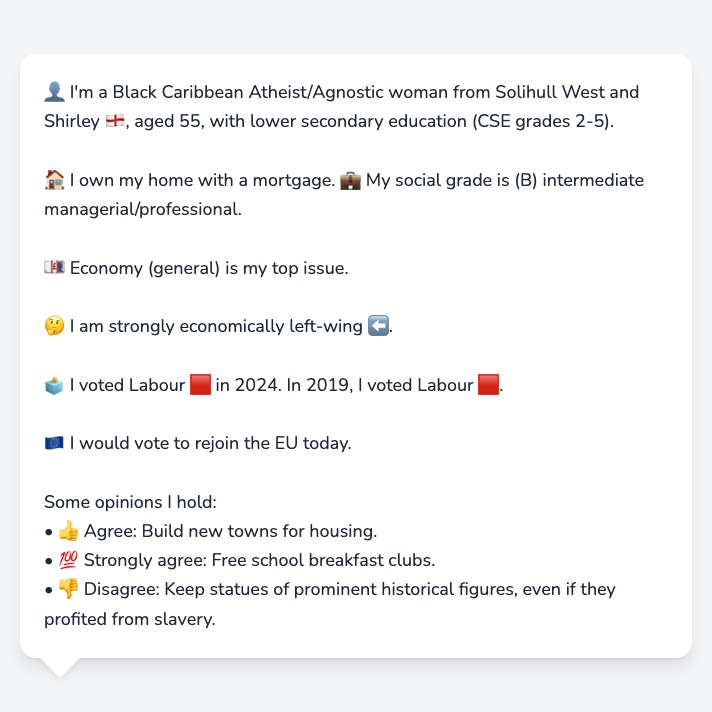 👤 I'm a Black Caribbean Atheist/Agnostic woman from Solihull West and
Shirley 🏴󠁧󠁢󠁥󠁮󠁧󠁿, aged 55, with lower secondary education (CSE grades 2-5).
🏠 I own my home with a mortgage. 💼 My social grade is (B) intermediate
managerial/professional.
💷 Economy (general) is my top issue.
🤔 I am strongly economically left-wing ⬅️.
🗳️ I voted Labour 🟥 in 2024. In 2019, I voted Labour 🟥.
🇪🇺 I would vote to rejoin the EU today.
Some opinions I hold:
• 👍 Agree: Build new towns for housing.
• 💯 Strongly agree: Free school breakfast clubs.
• 👎 Disagree: Keep statues of prominent historical figures, even if they
profited from slavery.